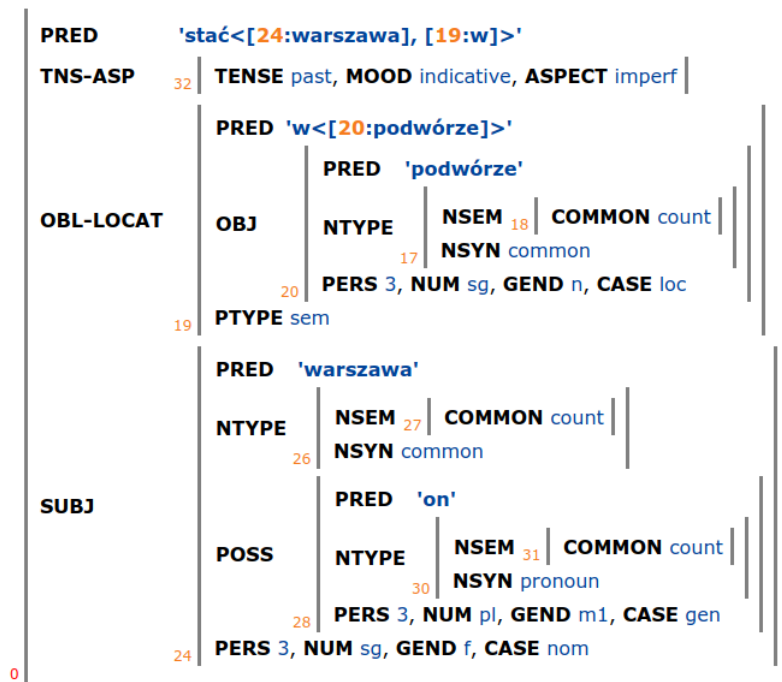 PRED 'stać<[24:warszawa], [19:w]>'
TNS-ASP 32 TENSE past, MOOD indicative, ASPECT imperf
PRED 'w<[20:podwórze]>'
PRED 'podwórze'
OBL-LOCAT OBJ NTYPE NSEM 18 COMMON count
17 NSYN common
20 PERS 3, NUM sg, GEND n, CASE loc
19 PTYPE sem
PRED 'warszawa'
NTYPE NSEM 27 COMMON count
26 NSYN common
SUBJ PRED 'on'
POSS NTYPE NSEM 31 COMMON count
30 NSYN pronoun
28 PERS 3, NUM pl, GEND m1, CASE gen
24 PERS 3, NUM sg, GEND f, CASE nom
0